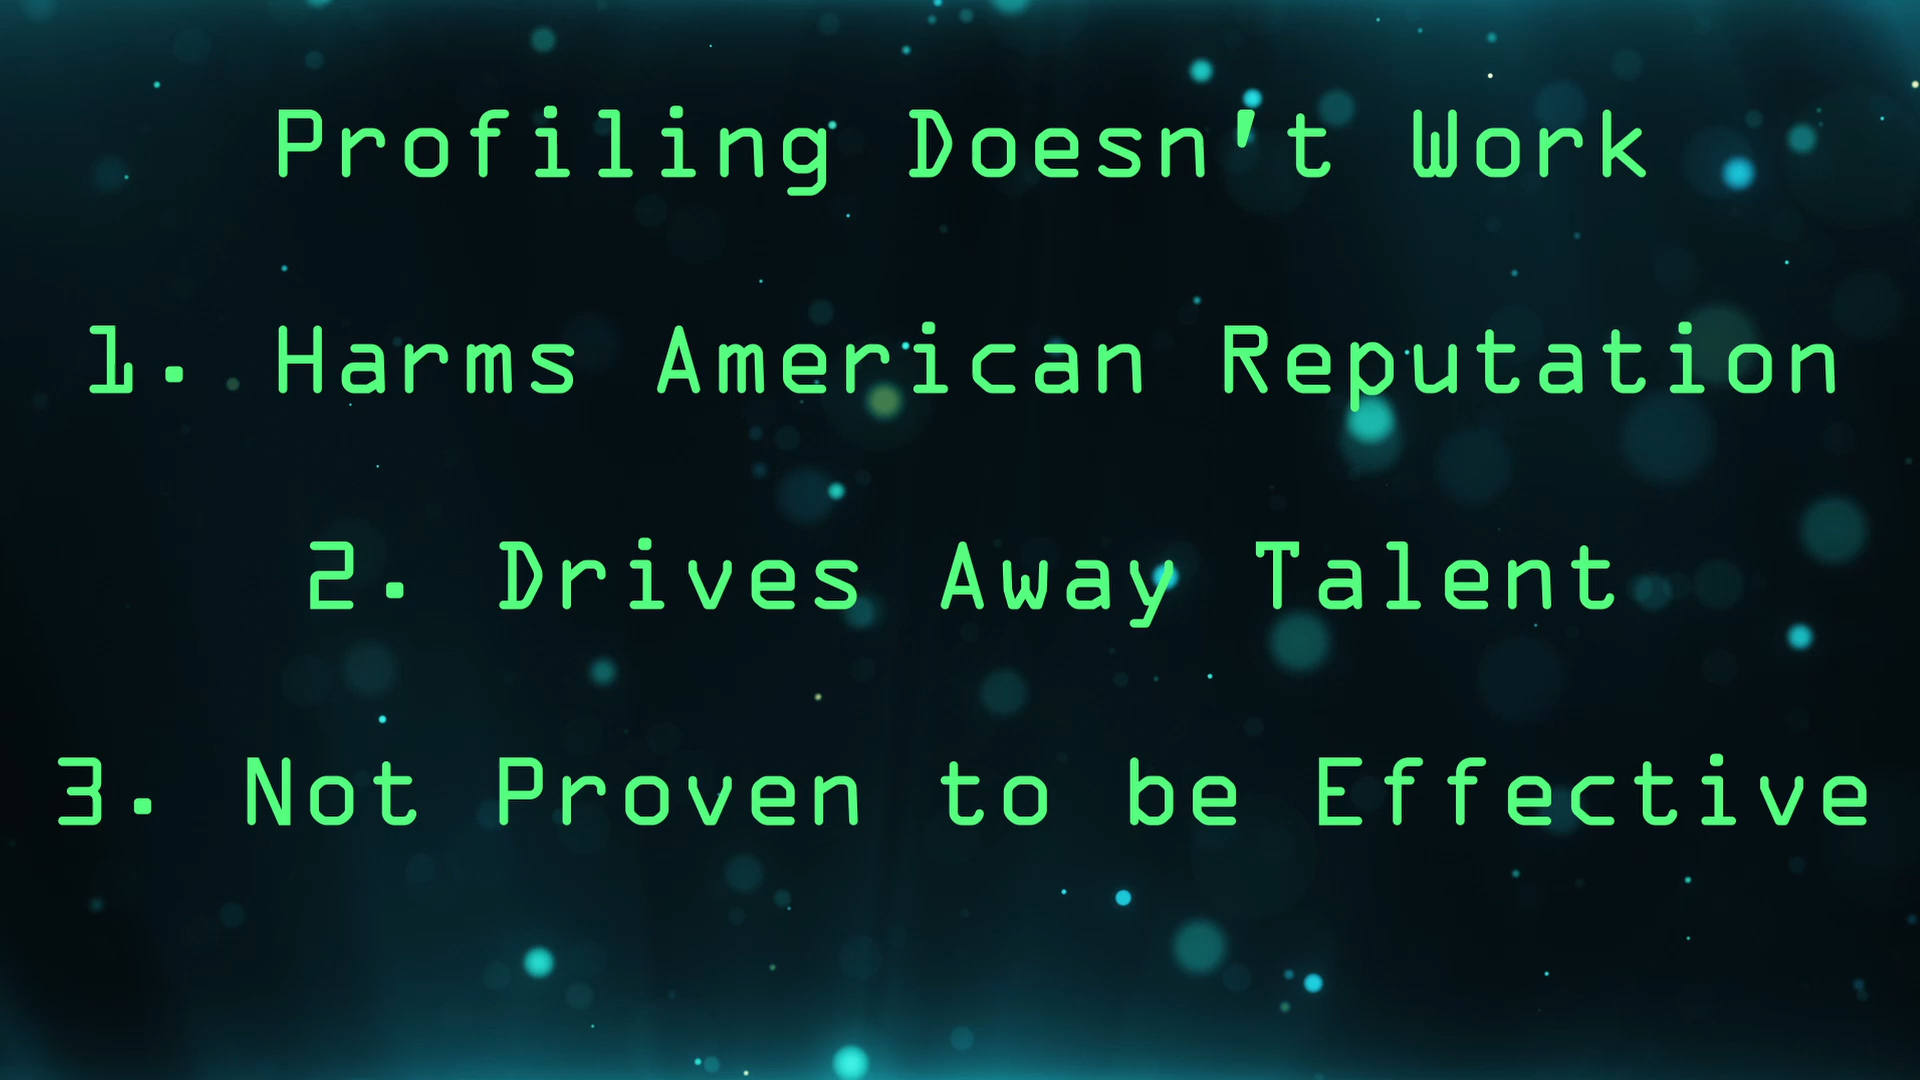 Profiling Doesn't Work
1. Harms American Reputation
2. Drives Away Talent
3. Not Proven to be Effective